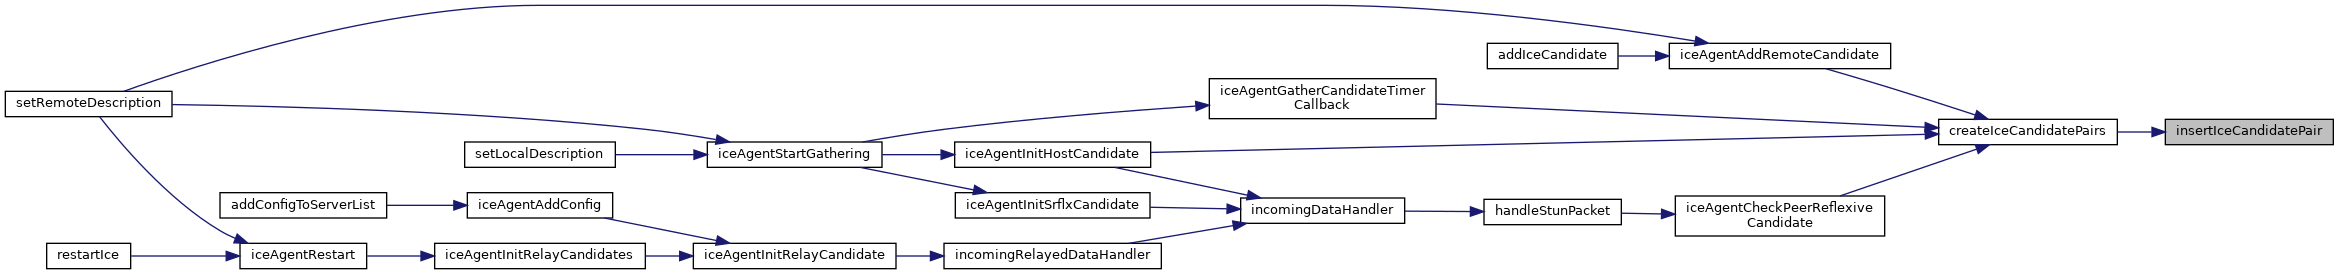 setRemoteDescription
restartIce
addConfigToServerList
iceAgentRestart
setLocalDescription
iceAgentAddConfig
iceAgentInitRelayCandidates
iceAgentStartGathering
iceAgentInitRelayCandidate
iceAgentInitHostCandidate
iceAgentInitSrflxCandidate
incomingRelayedDataHandler
iceAgentGatherCandidateTimer
Callback
incomingDataHandler
addIceCandidate
handleStunPacket
iceAgentAddRemoteCandidate
iceAgentCheckPeerReflexive
Candidate
createIceCandidatePairs
insertIceCandidatePair